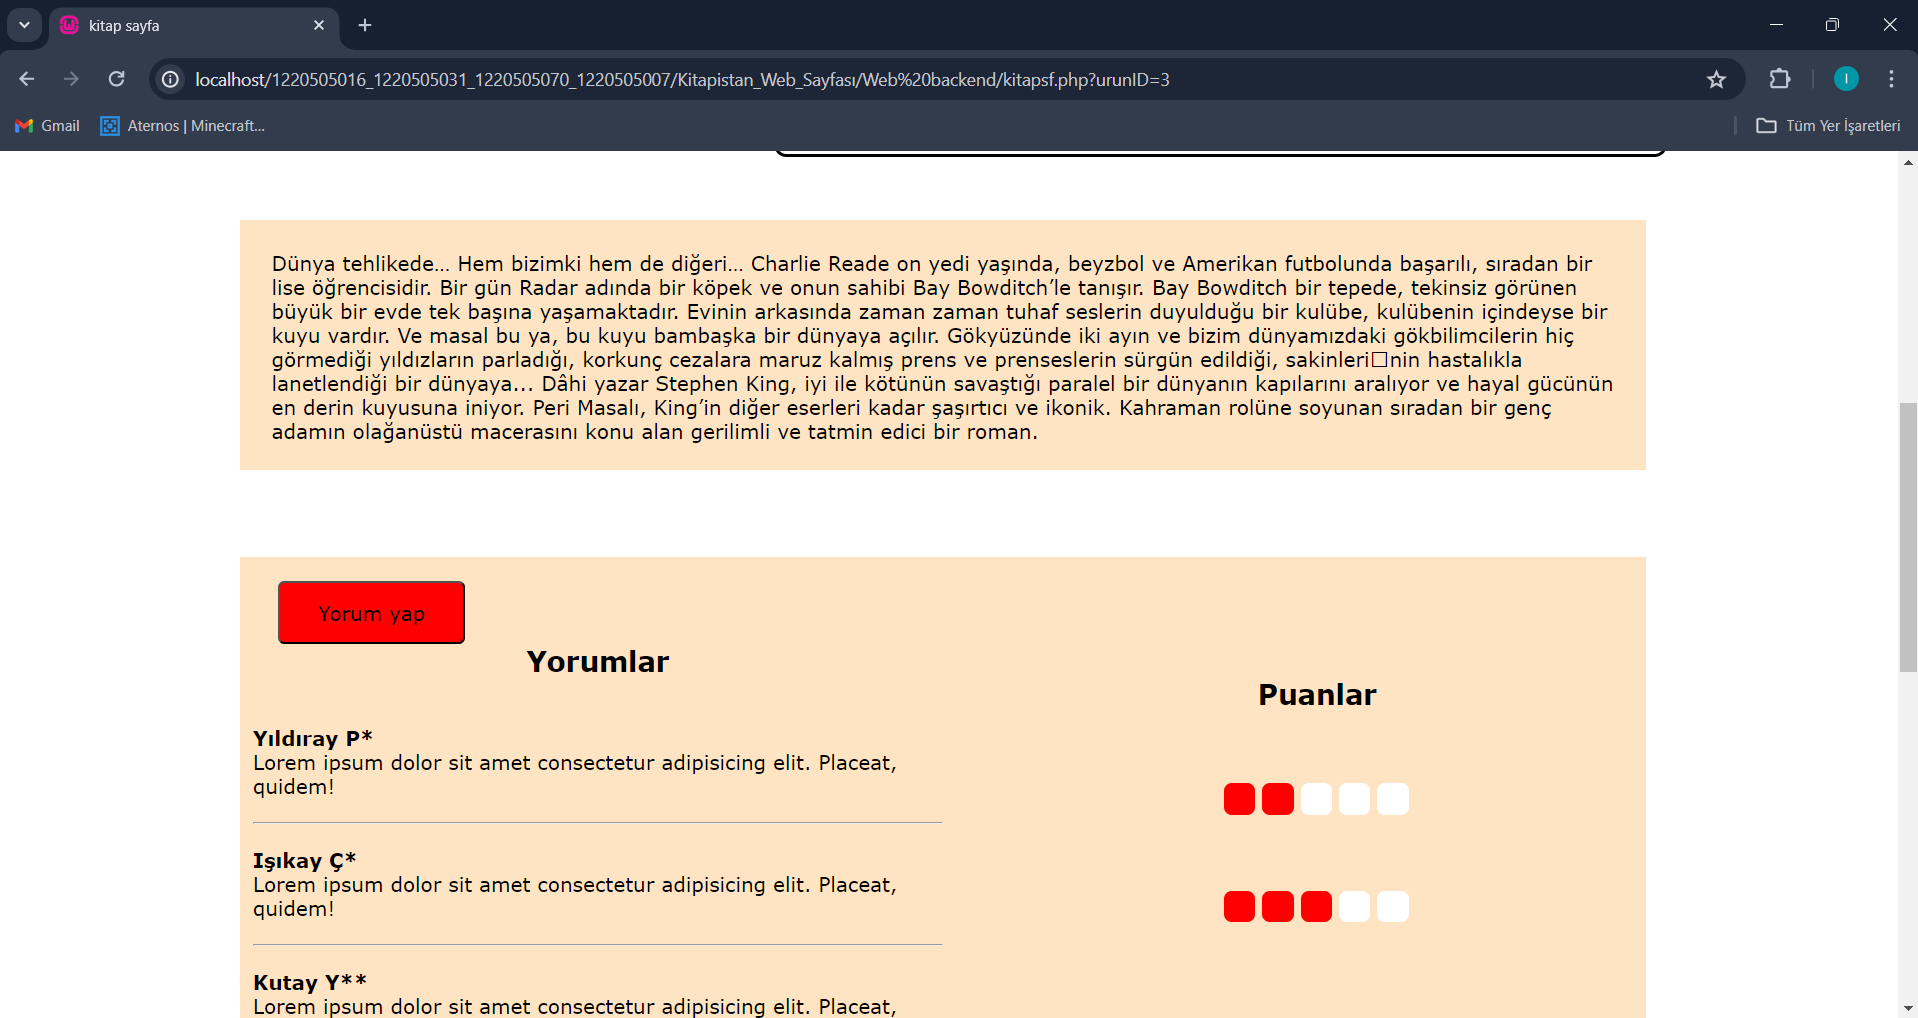 kitap sayfa
localhost/1220505016_1220505031_1220505070_1220505007/Kitapistan_Web_Sayfası/Web%20backend/kitapsf.php?urunID=3
I
Gmail
Aternos | Minecraft...
Tüm Yer İşaretleri
Dünya tehlikede… Hem bizimki hem de diğeri… Charlie Reade on yedi yaşında, beyzbol ve Amerikan futbolunda başarılı, sıradan bir
lise öğrencisidir. Bir gün Radar adında bir köpek ve onun sahibi Bay Bowditch’le tanışır. Bay Bowditch bir tepede, tekinsiz görünen
büyük bir evde tek başına yaşamaktadır. Evinin arkasında zaman zaman tuhaf seslerin duyulduğu bir kulübe, kulübenin içindeyse bir
kuyu vardır. Ve masal bu ya, bu kuyu bambaşka bir dünyaya açılır. Gökyüzünde iki ayın ve bizim dünyamızdaki gökbilimcilerin hiç
görmediği yıldızların parladığı, korkunç cezalara maruz kalmış prens ve prenseslerin sürgün edildiği, sakinleri□nin hastalıkla
lanetlendiği bir dünyaya... Dâhi yazar Stephen King, iyi ile kötünün savaştığı paralel bir dünyanın kapılarını aralıyor ve hayal gücünün
en derin kuyusuna iniyor. Peri Masalı, King’in diğer eserleri kadar şaşırtıcı ve ikonik. Kahraman rolüne soyunan sıradan bir genç
adamın olağanüstü macerasını konu alan gerilimli ve tatmin edici bir roman.
Yorum yap
Yorumlar
Puanlar
Yıldıray P*
Lorem ipsum dolor sit amet consectetur adipisicing elit. Placeat,
quidem!
Işıkay Ç*
Lorem ipsum dolor sit amet consectetur adipisicing elit. Placeat,
quidem!
Kutay Y**
Lorem ipsum dolor sit amet consectetur adipisicing elit. Placeat,